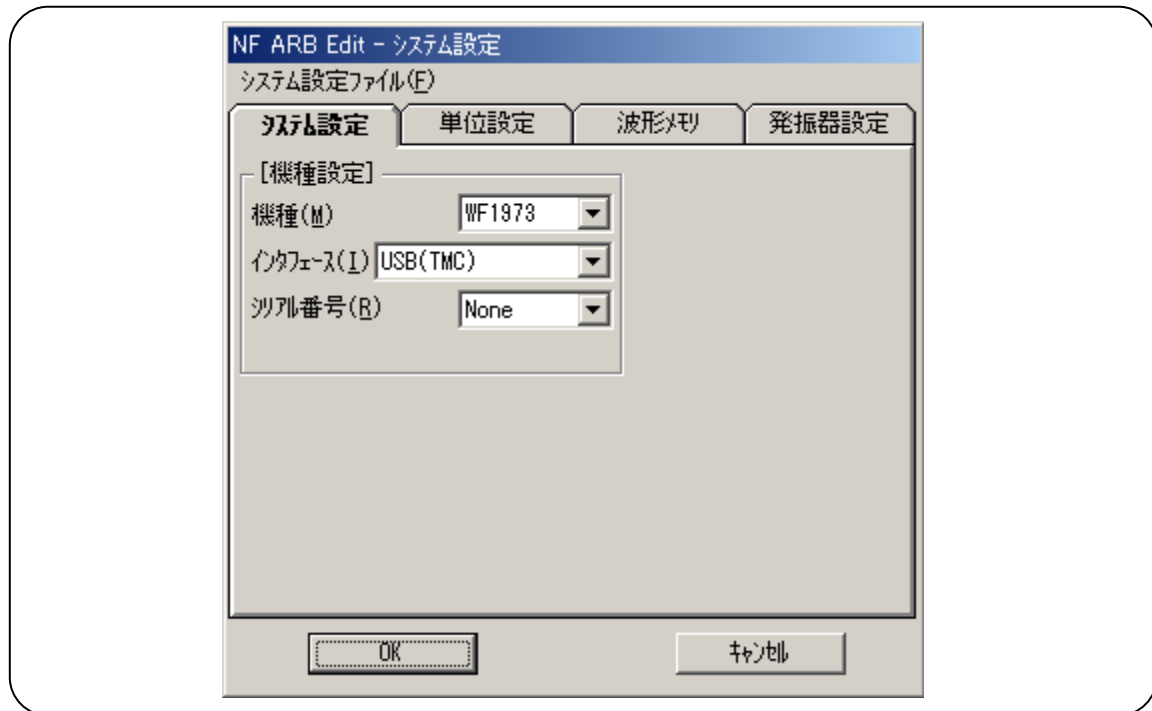 NF ARB Edit - ｼｽﾃﾑ設定
ｼｽﾃﾑ設定ﾌｧｲﾙ(F)
ｼｽﾃﾑ設定 単位設定 波形ﾒﾓﾘ 発振器設定
[機種設定]
機種(M) WF1973
ｲﾝﾀﾌｪｰｽ(I) USB(TMC)
ｼﾘｱﾙ番号(R) None
OK ｷｬﾝｾﾙ